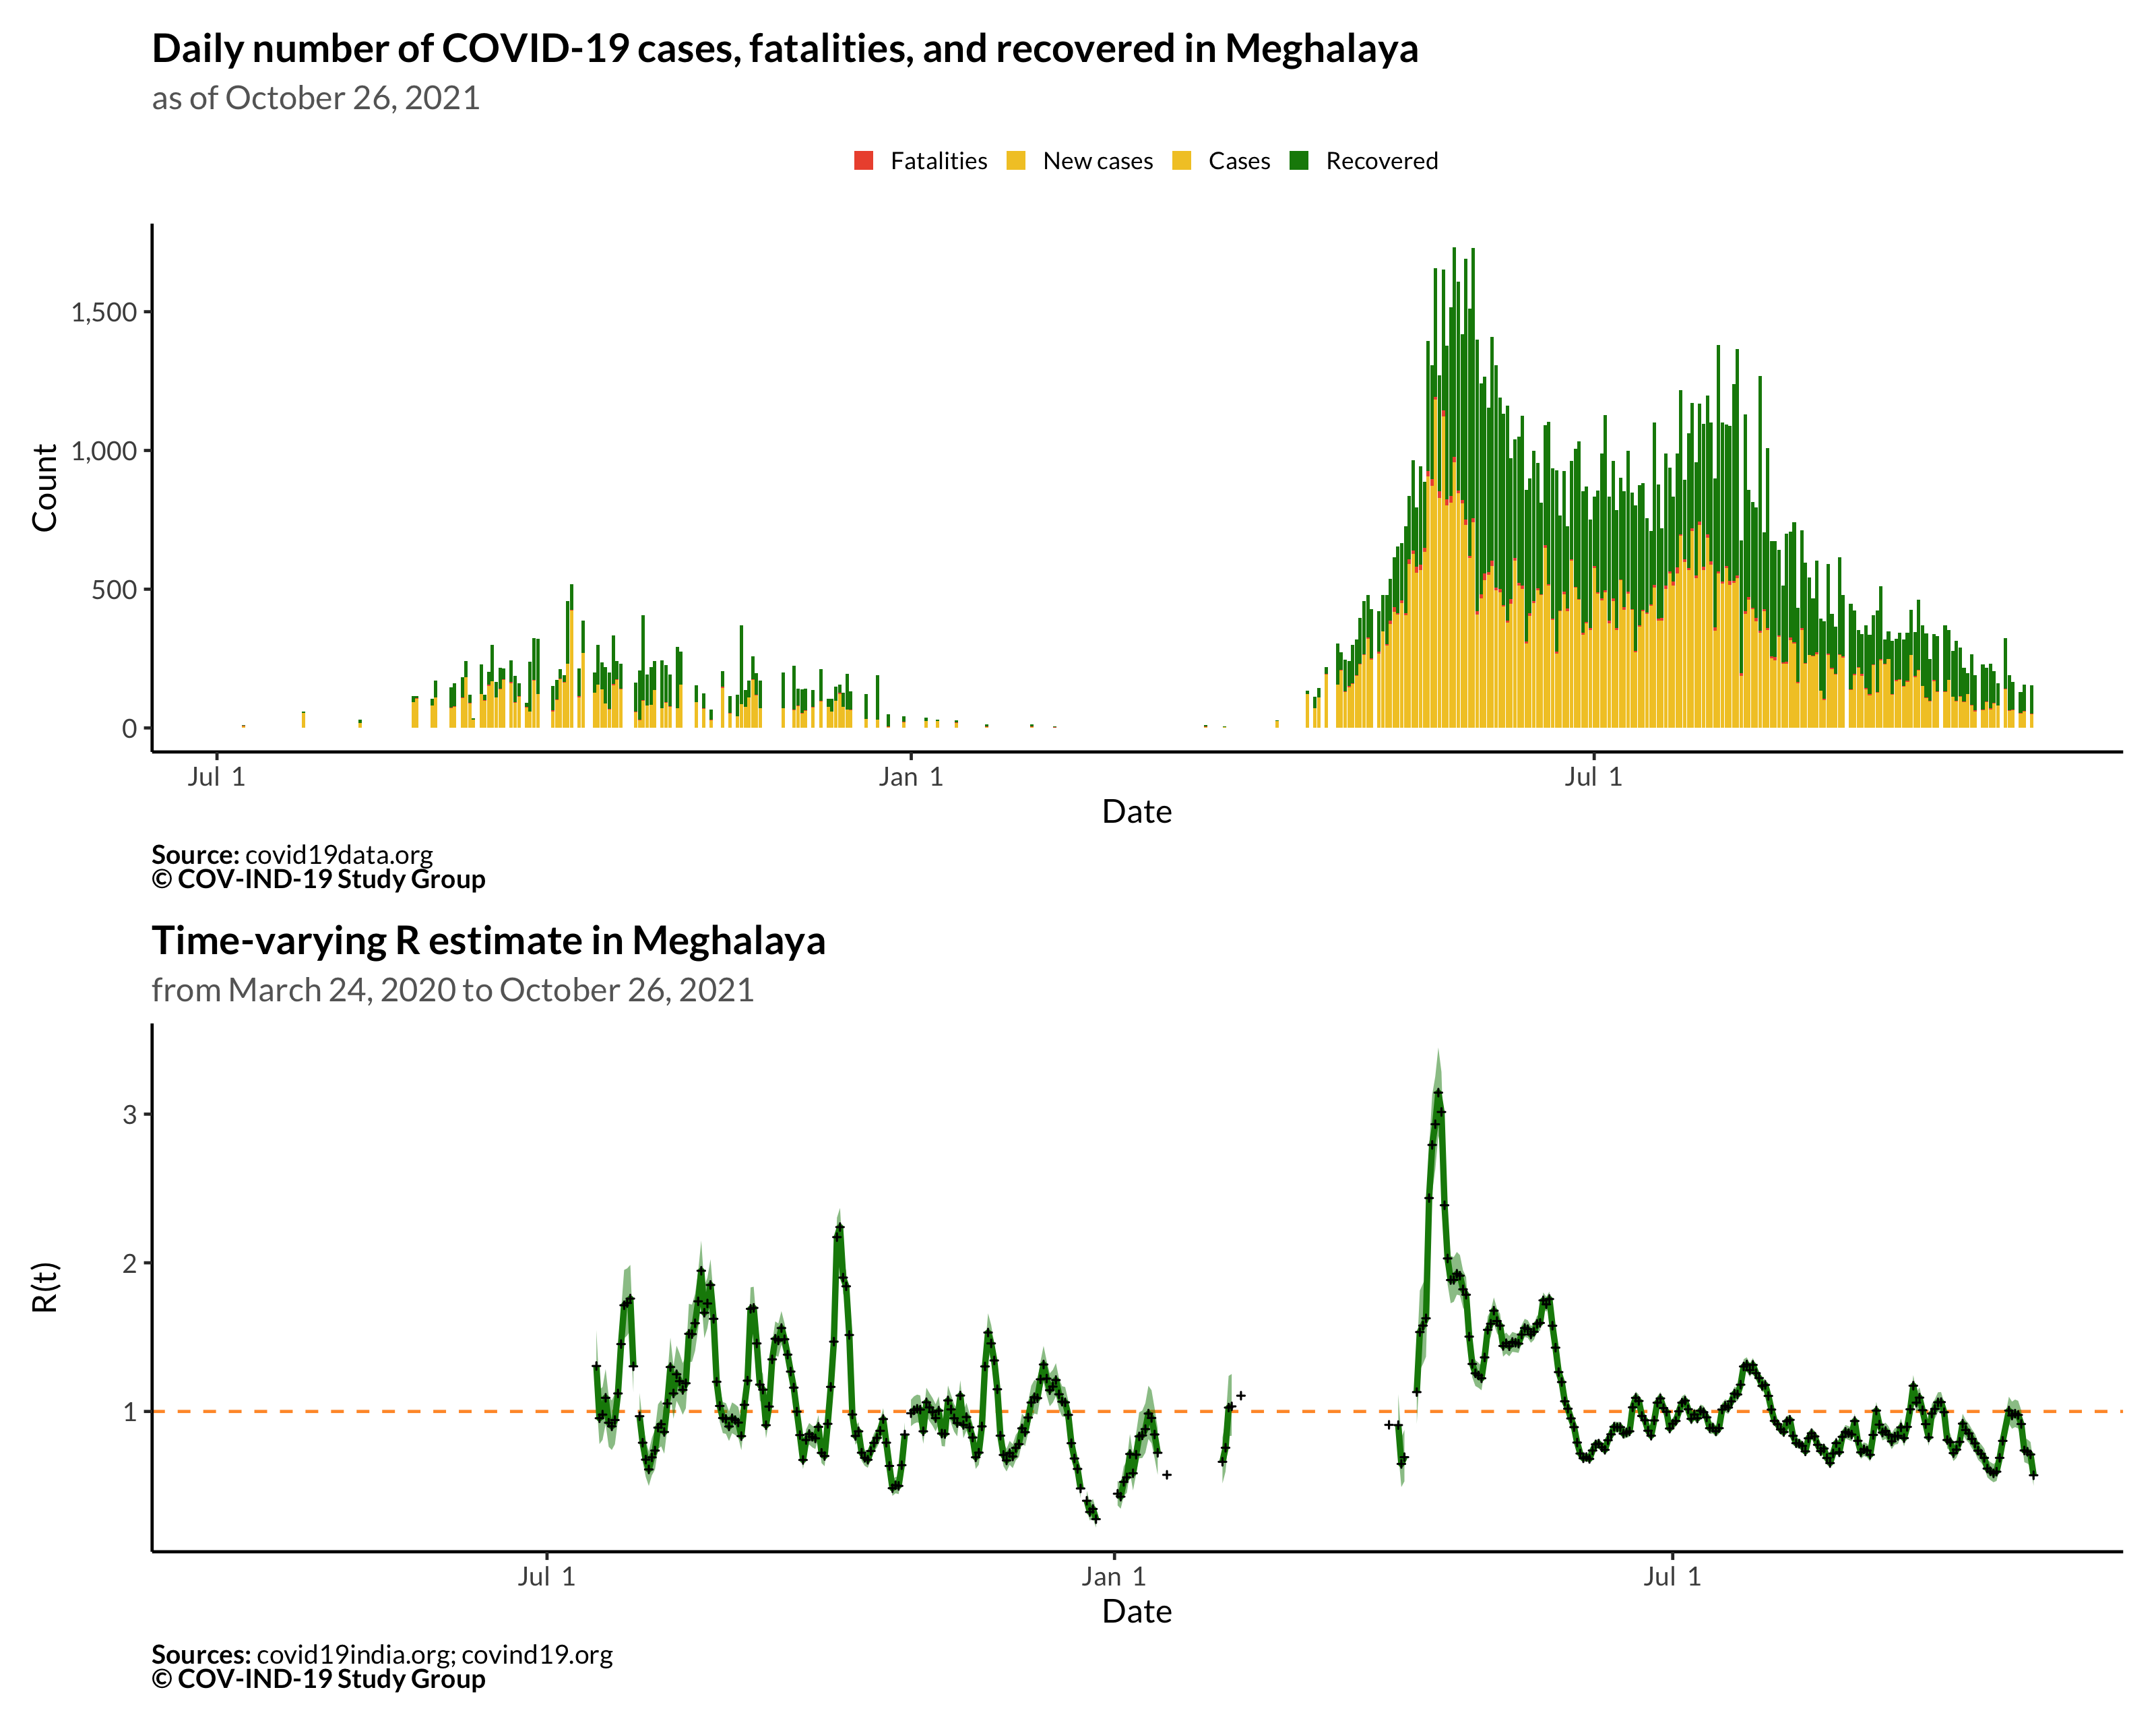 Daily number of COVID-19 cases, fatalities, and recovered in Meghalaya
as of October 26, 2021
Fatalities New cases Cases Recovered
Count
1,500
1,000
500
0
Jul 1 Jan 1 Jul 1
Date
Source: covid19data.org
© COV-IND-19 Study Group
Time-varying R estimate in Meghalaya
from March 24, 2020 to October 26, 2021
R(t)
3
2
1
Jul 1 Jan 1 Jul 1
Date
Sources: covid19india.org; covind19.org
© COV-IND-19 Study Group